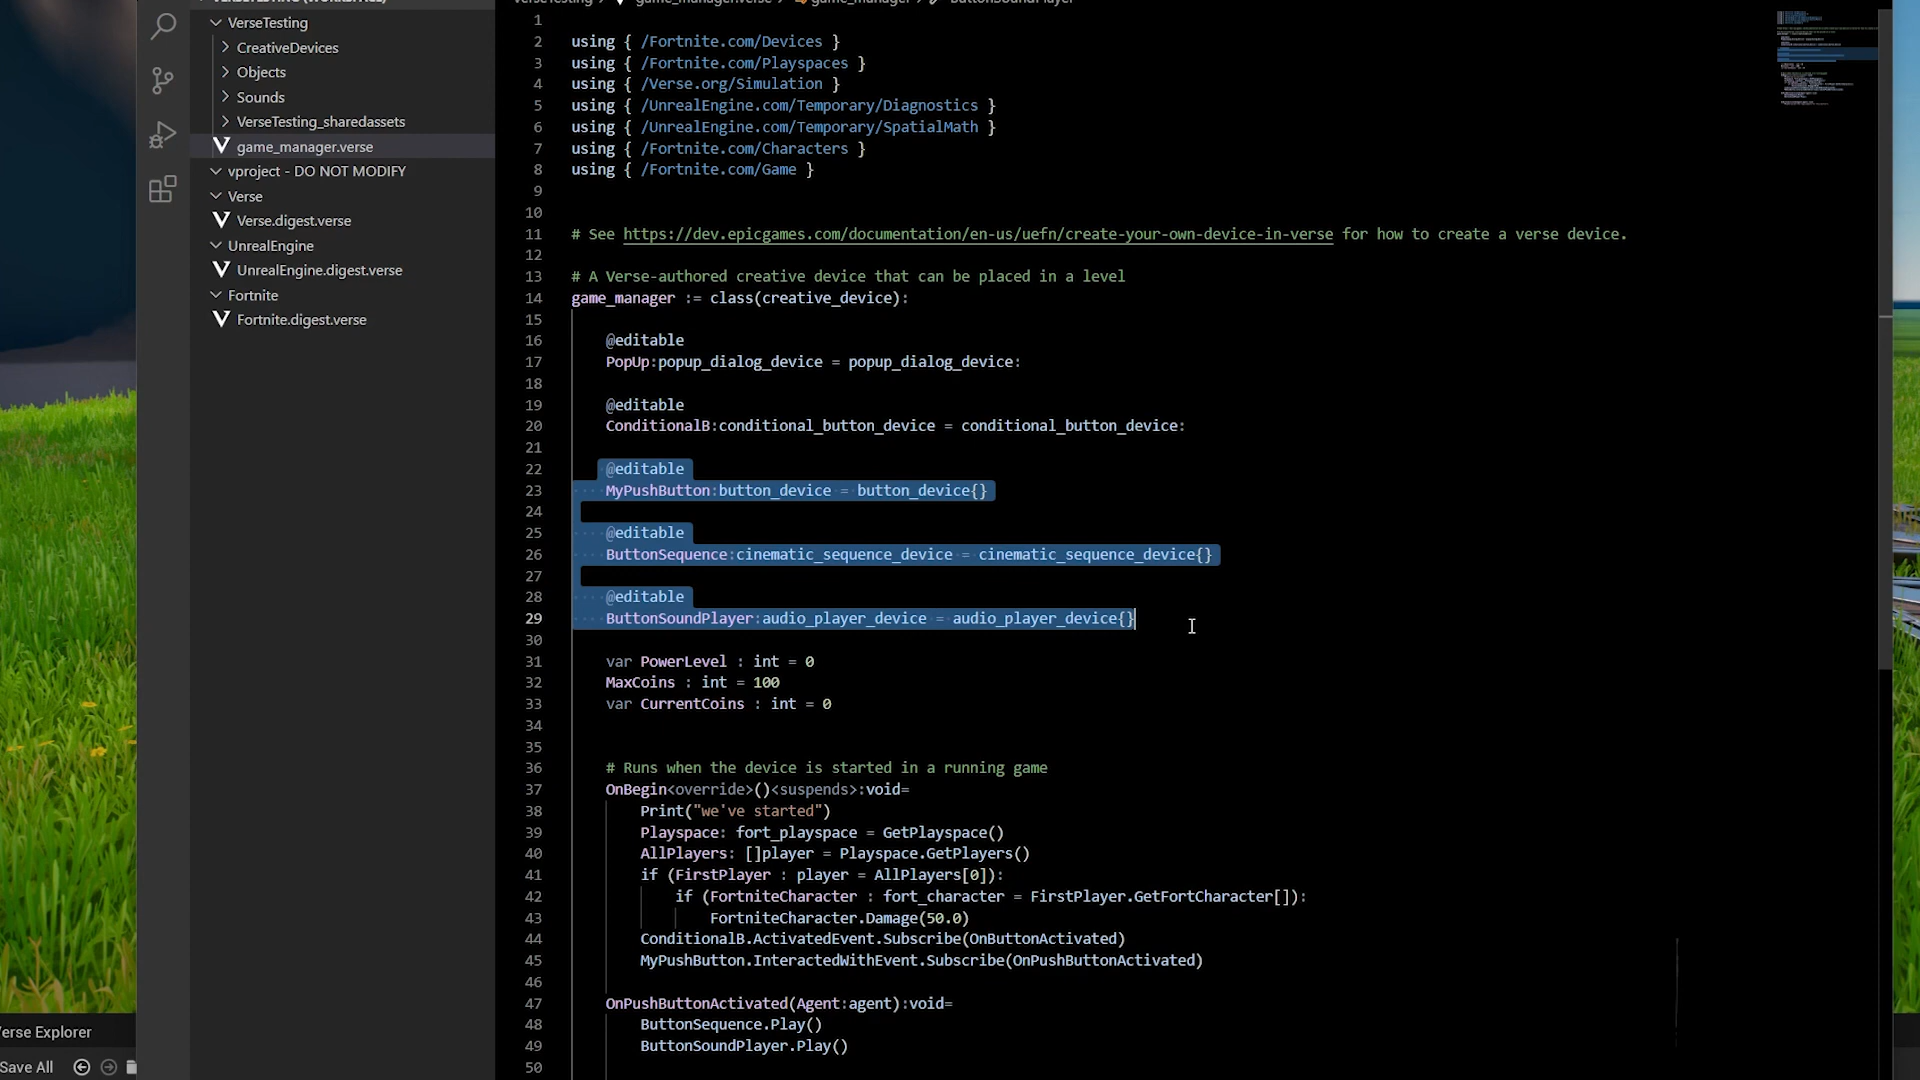 VerseTesting
CreativeDevices
Objects
Sounds
VerseTesting_sharedassets
game_manager.verse
vproject - DO NOT MODIFY
Verse
Verse.digest.verse
UnrealEngine
UnrealEngine.digest.verse
Fortnite
Fortnite.digest.verse
1
2 using { /Fortnite.com/Devices }
3 using { /Fortnite.com/Playspaces }
4 using { /Verse.org/Simulation }
5 using { /UnrealEngine.com/Temporary/Diagnostics }
6 using { /UnrealEngine.com/Temporary/SpatialMath }
7 using { /Fortnite.com/Characters }
8 using { /Fortnite.com/Game }
9
10
11 # See https://dev.epicgames.com/documentation/en-us/uefn/create-your-own-device-in-verse for how to create a verse device.
12
13 # A Verse-authored creative device that can be placed in a level
14 game_manager := class(creative_device):
15
16 @editable
17 PopUp:popup_dialog_device = popup_dialog_device:
18
19 @editable
20 ConditionalB:conditional_button_device = conditional_button_device:
21
22 @editable
23 MyPushButton:button_device = button_device{}
24
25 @editable
26 ButtonSequence:cinematic_sequence_device = cinematic_sequence_device{}
27
28 @editable
29 ButtonSoundPlayer:audio_player_device = audio_player_device{}
30
31 var PowerLevel : int = 0
32 MaxCoins : int = 100
33 var CurrentCoins : int = 0
34
35
36 # Runs when the device is started in a running game
37 OnBegin<override>()<suspends>:void=
38 Print("we've started")
39 Playspace: fort_playspace = GetPlayspace()
40 AllPlayers: []player = Playspace.GetPlayers()
41 if (FirstPlayer : player = AllPlayers[0]):
42 if (FortniteCharacter : fort_character = FirstPlayer.GetFortCharacter[]):
43 FortniteCharacter.Damage(50.0)
44 ConditionalB.ActivatedEvent.Subscribe(OnButtonActivated)
45 MyPushButton.InteractedWithEvent.Subscribe(OnPushButtonActivated)
46
47 OnPushButtonActivated(Agent:agent):void=
48 ButtonSequence.Play()
49 ButtonSoundPlayer.Play()
50
erse Explorer
Save All